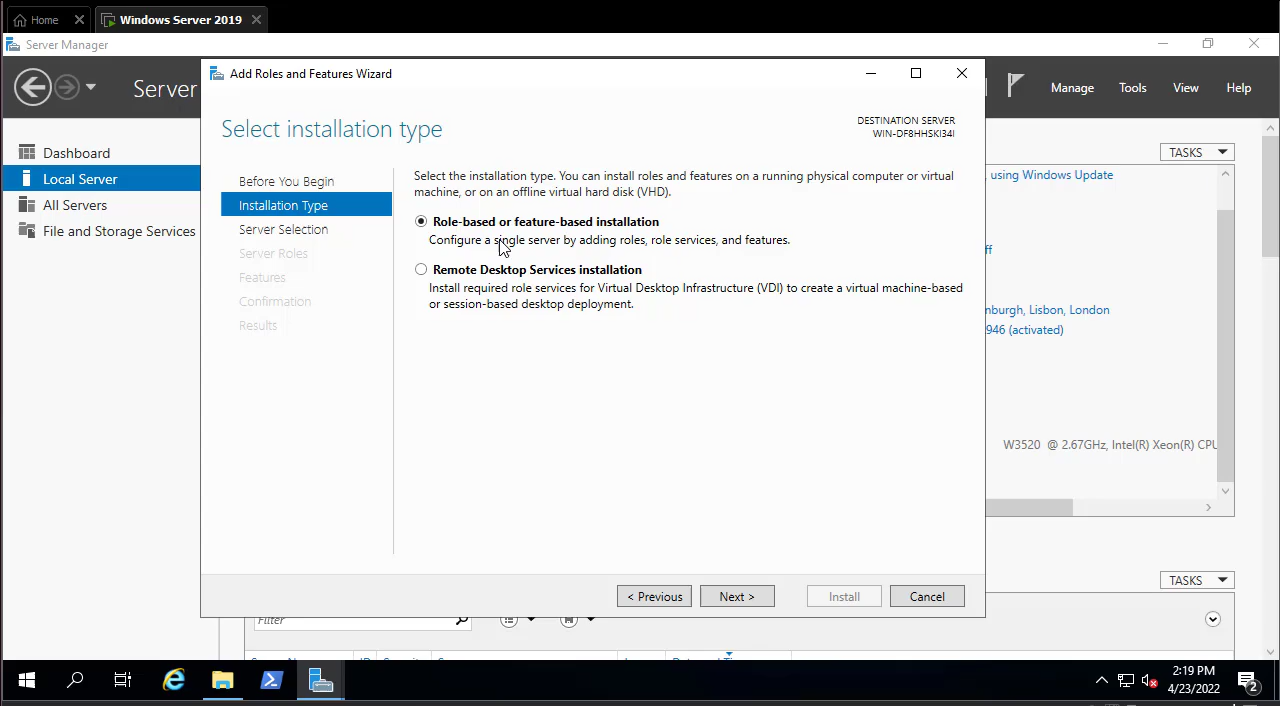 Home
Windows Server 2019
Server Manager
Add Roles and Features Wizard
Server
Manage
Tools
View
Help
Select installation type
DESTINATION SERVER
WIN-DF8HHSKI34I
Dashboard
Local Server
All Servers
File and Storage Services
Before You Begin
Installation Type
Server Selection
Server Roles
Features
Confirmation
Results
Select the installation type. You can install roles and features on a running physical computer or virtual
machine, or on an offline virtual hard disk (VHD).
Role-based or feature-based installation
Configure a single server by adding roles, role services, and features.
Remote Desktop Services installation
Install required role services for Virtual Desktop Infrastructure (VDI) to create a virtual machine-based
or session-based desktop deployment.
TASKS
, using Windows Update
ff
nburgh, Lisbon, London
946 (activated)
W3520 @ 2.67GHz, Intel(R) Xeon(R) CPU
< Previous
Next >
Install
Cancel
TASKS
Filter
2:19 PM
4/23/2022
2